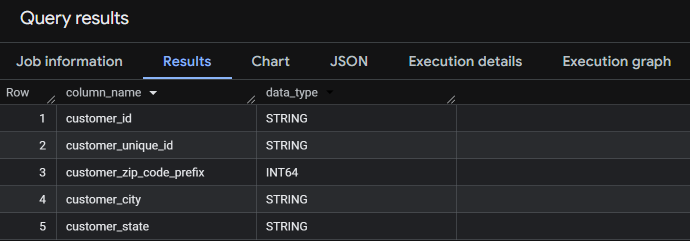 Query results
Job information Results Chart JSON Execution details Execution graph
Row column_name data_type
1 customer_id STRING
2 customer_unique_id STRING
3 customer_zip_code_prefix INT64
4 customer_city STRING
5 customer_state STRING